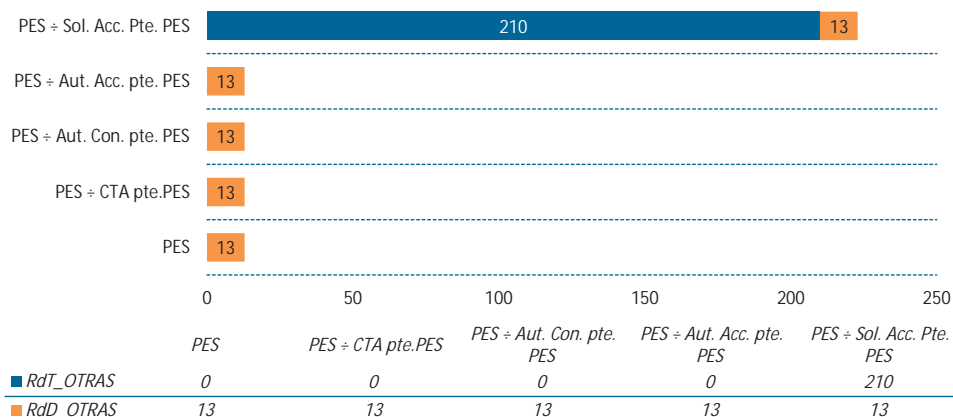 PES ÷ Sol. Acc. Pte. PES
210
13
PES ÷ Aut. Acc. pte. PES
13
PES ÷ Aut. Con. pte. PES
13
PES ÷ CTA pte.PES
13
PES
13
0 50 100 150 200 250
PES PES ÷ CTA pte.PES PES ÷ Aut. Con. pte. PES PES ÷ Aut. Acc. pte. PES PES ÷ Sol. Acc. Pte. PES
RdT_OTRAS 0 0 0 0 210
RdD_OTRAS 13 13 13 13 13